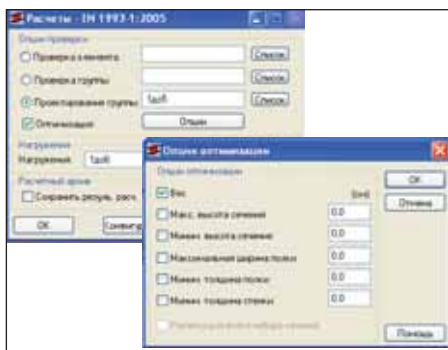 Расчеты - EN 1993-1:2005
Опции проверки
Проверка элемента
Список
Проверка группы
Список
Проектирование группы
1до8
Список
Оптимизация
Опции
Нагружения
Нагружения
1до8
Расчетный архив
Сохранить резуль. расч.
OK
Опции оптимизации
Опции оптимизации
Вес
(cm)
Макс. высота сечения
0,0
Миним. высота сечения
0,0
Максимальная ширина полки
0,0
Миним. толщина полки
0,0
Миним. толщина стенки
0,0
OK
Отмена
Помощь